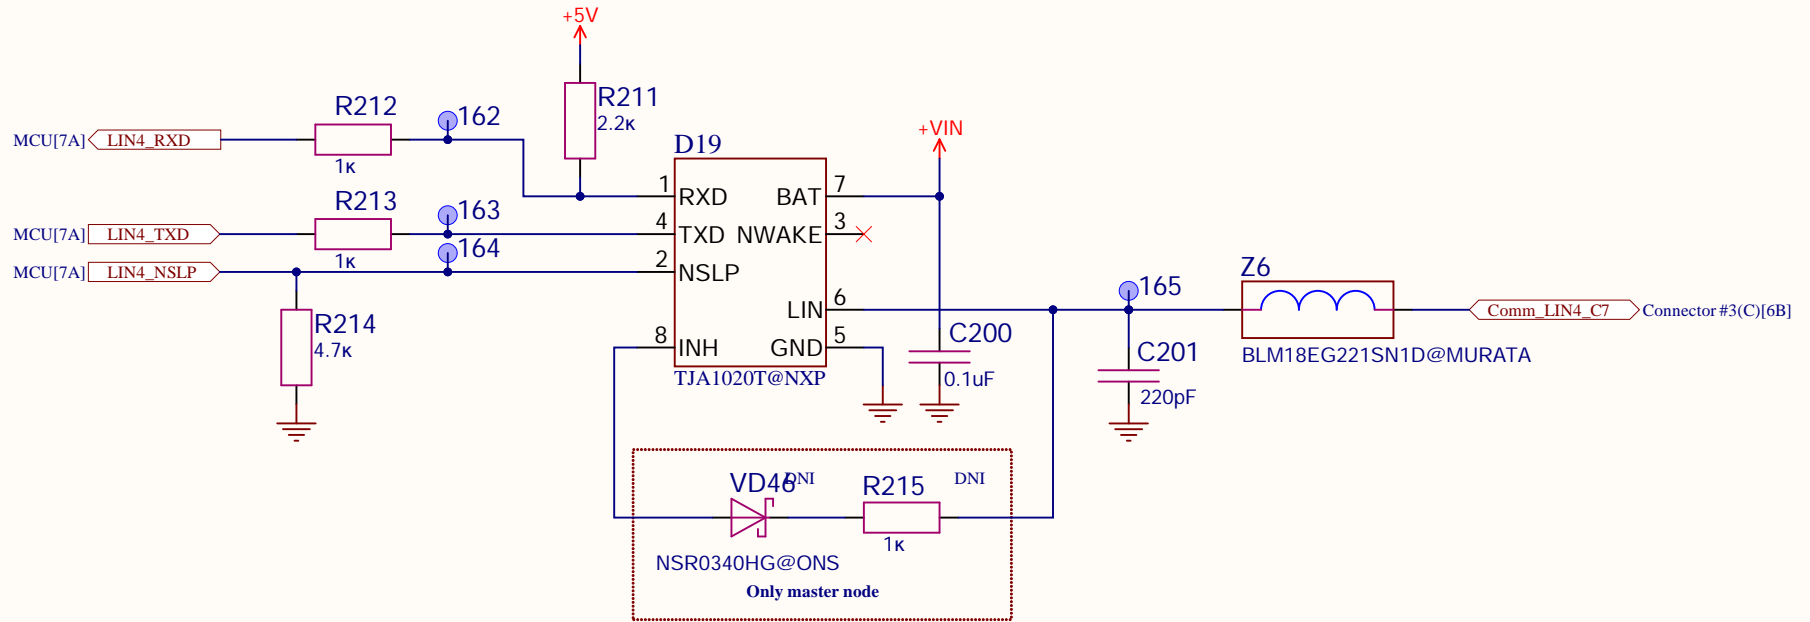 +5V
R212
162
R211
2.2к
MCU[7A] LIN4_RXD
1к
D19
+VIN
R213
163
1 RXD
BAT 7
MCU[7A] LIN4_TXD
1к
4 TXD
NWAKE 3
164
MCU[7A] LIN4_NSLP
2 NSLP
Z6
165
LIN 6
Comm_LIN4_C7 Connector #3(C)[6B]
R214
4.7к
C200
0.1uF
8 INH
GND 5
C201
220pF
BLM18EG221SN1D@MURATA
TJA1020T@NXP
VD46 DNI
R215 DNI
1к
NSR0340HG@ONS
Only master node